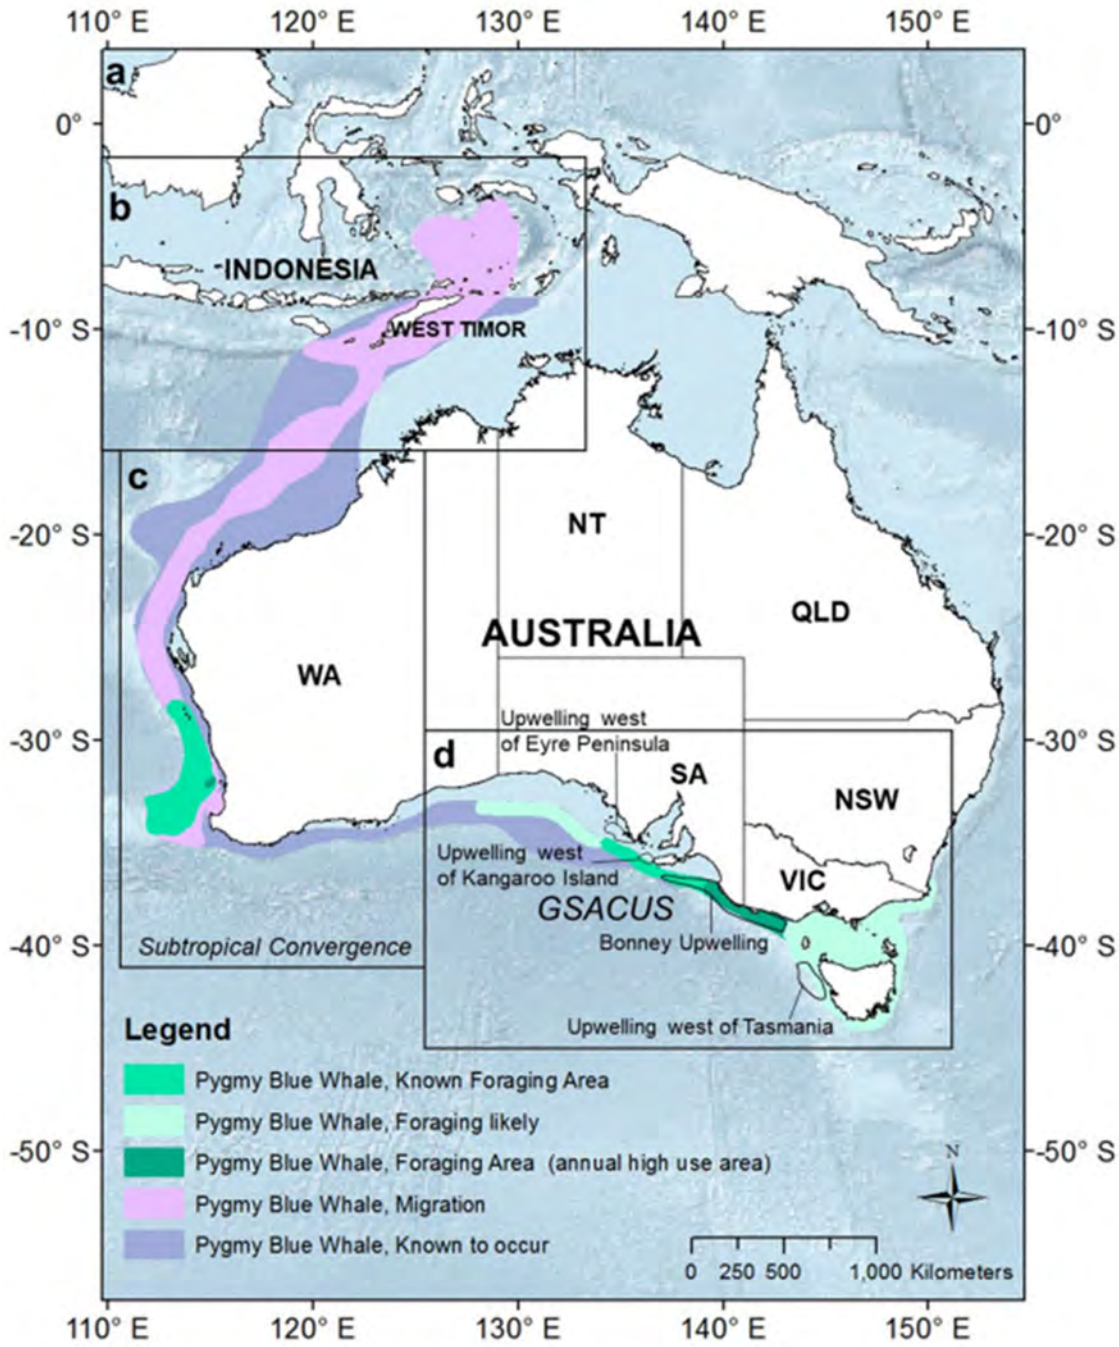 110° E 120° E 130° E 140° E 150° E
a
0° 0°
b
INDONESIA
-10° S WEST TIMOR -10° S
c
-20° S NT -20° S
QLD
AUSTRALIA
WA
Upwelling west
-30° S of Eyre Peninsula -30° S
d
SA
NSW
Upwelling west
of Kangaroo Island
VIC
GSACUS
Bonney Upwelling
-40° S Subtropical Convergence -40° S
Upwelling west of Tasmania
Legend
Pygmy Blue Whale, Known Foraging Area
Pygmy Blue Whale, Foraging likely
-50° S -50° S
N
Pygmy Blue Whale, Foraging Area (annual high use area)
Pygmy Blue Whale, Migration
Pygmy Blue Whale, Known to occur
0 250 500 1,000 Kilometers
110° E 120° E 130° E 140° E 150° E